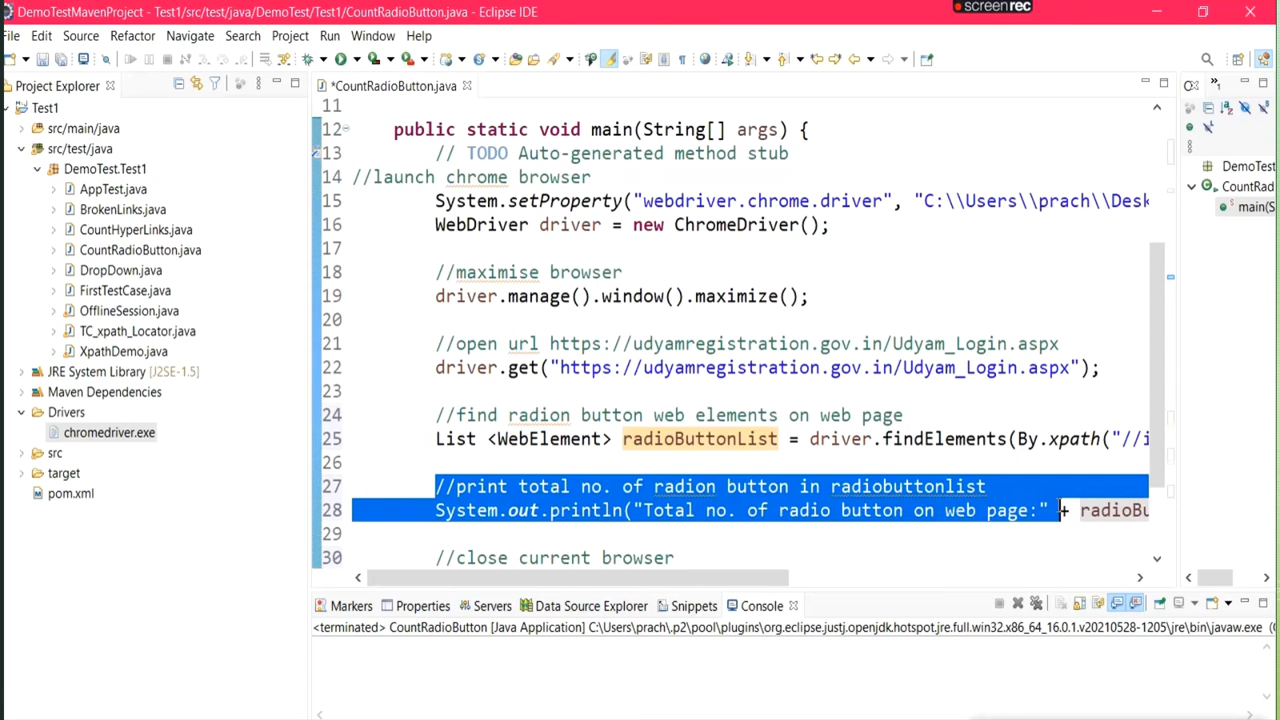 DemoTestMavenProject - Test1/src/test/java/DemoTest/Test1/CountRadioButton.java - Eclipse IDE
screenrec
File Edit Source Refactor Navigate Search Project Run Window Help
Project Explorer
*CountRadioButton.java
Test1
src/main/java
src/test/java
DemoTest.Test1
AppTest.java
BrokenLinks.java
CountHyperLinks.java
CountRadioButton.java
DropDown.java
FirstTestCase.java
OfflineSession.java
TC_xpath_Locator.java
XpathDemo.java
JRE System Library [J2SE-1.5]
Maven Dependencies
Drivers
chromedriver.exe
src
target
pom.xml
11
12 public static void main(String[] args) {
13 // TODO Auto-generated method stub
14 //launch chrome browser
15 System.setProperty("webdriver.chrome.driver", "C:\\Users\\prach\\Desk
16 WebDriver driver = new ChromeDriver();
17
18 //maximise browser
19 driver.manage().window().maximize();
20
21 //open url https://udyamregistration.gov.in/Udyam_Login.aspx
22 driver.get("https://udyamregistration.gov.in/Udyam_Login.aspx");
23
24 //find radion button web elements on web page
25 List <WebElement> radioButtonList = driver.findElements(By.xpath("//i
26
27 //print total no. of radion button in radiobuttonlist
28 System.out.println("Total no. of radio button on web page:" + radioBu
29
30 //close current browser
DemoTest
CountRad
main(S
Markers Properties Servers Data Source Explorer Snippets Console
<terminated> CountRadioButton [Java Application] C:\Users\prach\.p2\pool\plugins\org.eclipse.justj.openjdk.hotspot.jre.full.win32.x86_64_16.0.1.v20210528-1205\jre\bin\javaw.exe